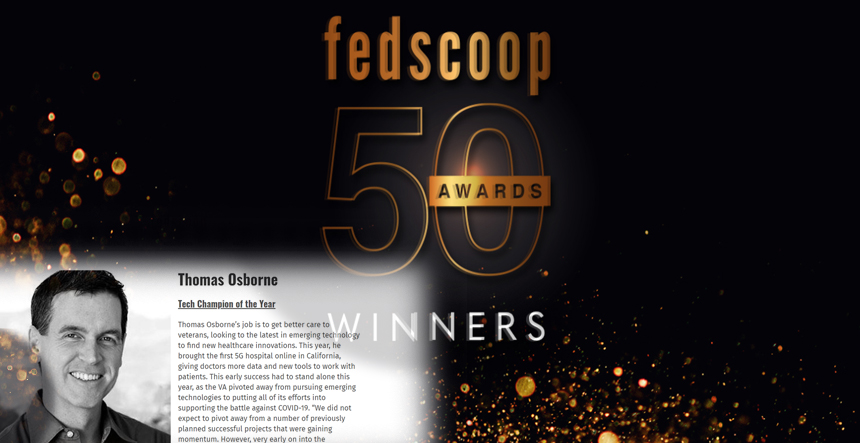 fedscoop
50
AWARDS
WINNERS
Thomas Osborne
Tech Champion of the Year
Thomas Osborne's job is to get better care to
veterans, looking to the latest in emerging technology
to find new healthcare innovations. This year, he
brought the first 5G hospital online in California,
giving doctors more data and new tools to work with
patients. This early success had to stand alone this
year, as the VA pivoted away from pursuing emerging
technologies to putting all of its efforts into
supporting the battle against COVID-19. "We did not
expect to pivot away from a number of previously
planned successful projects that were gaining
momentum. However, very early on into the